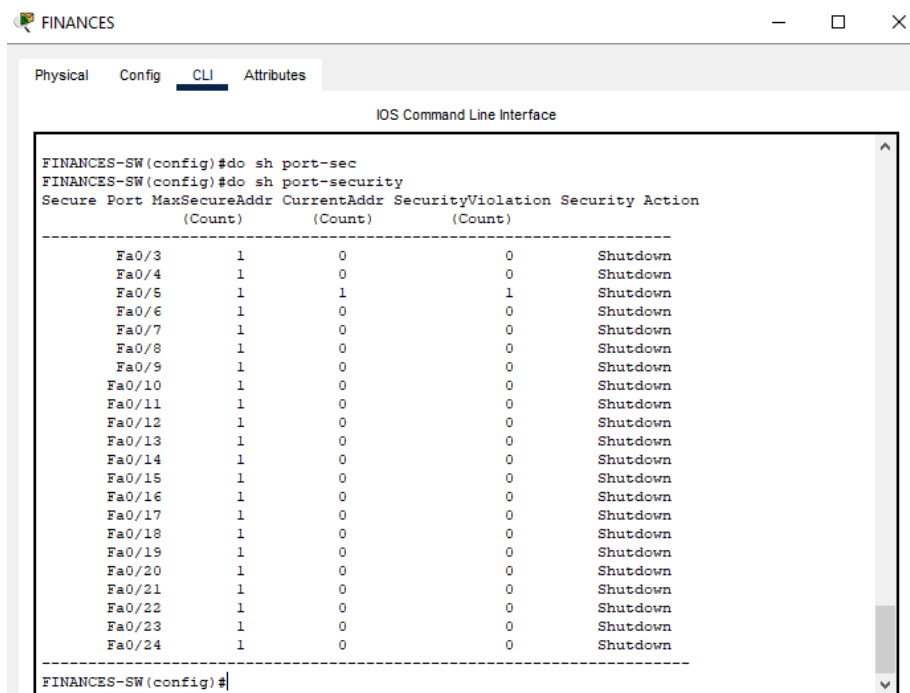 FINANCES
Physical Config CLI Attributes
IOS Command Line Interface
FINANCES-SW(config)#do sh port-sec
FINANCES-SW(config)#do sh port-security
Secure Port MaxSecureAddr CurrentAddr SecurityViolation Security Action
(Count) (Count) (Count)
--------------------------------------------------------------------
Fa0/3 1 0 0 Shutdown
Fa0/4 1 0 0 Shutdown
Fa0/5 1 1 1 Shutdown
Fa0/6 1 0 0 Shutdown
Fa0/7 1 0 0 Shutdown
Fa0/8 1 0 0 Shutdown
Fa0/9 1 0 0 Shutdown
Fa0/10 1 0 0 Shutdown
Fa0/11 1 0 0 Shutdown
Fa0/12 1 0 0 Shutdown
Fa0/13 1 0 0 Shutdown
Fa0/14 1 0 0 Shutdown
Fa0/15 1 0 0 Shutdown
Fa0/16 1 0 0 Shutdown
Fa0/17 1 0 0 Shutdown
Fa0/18 1 0 0 Shutdown
Fa0/19 1 0 0 Shutdown
Fa0/20 1 0 0 Shutdown
Fa0/21 1 0 0 Shutdown
Fa0/22 1 0 0 Shutdown
Fa0/23 1 0 0 Shutdown
Fa0/24 1 0 0 Shutdown
----------------------------------------------------------------------
FINANCES-SW(config)#